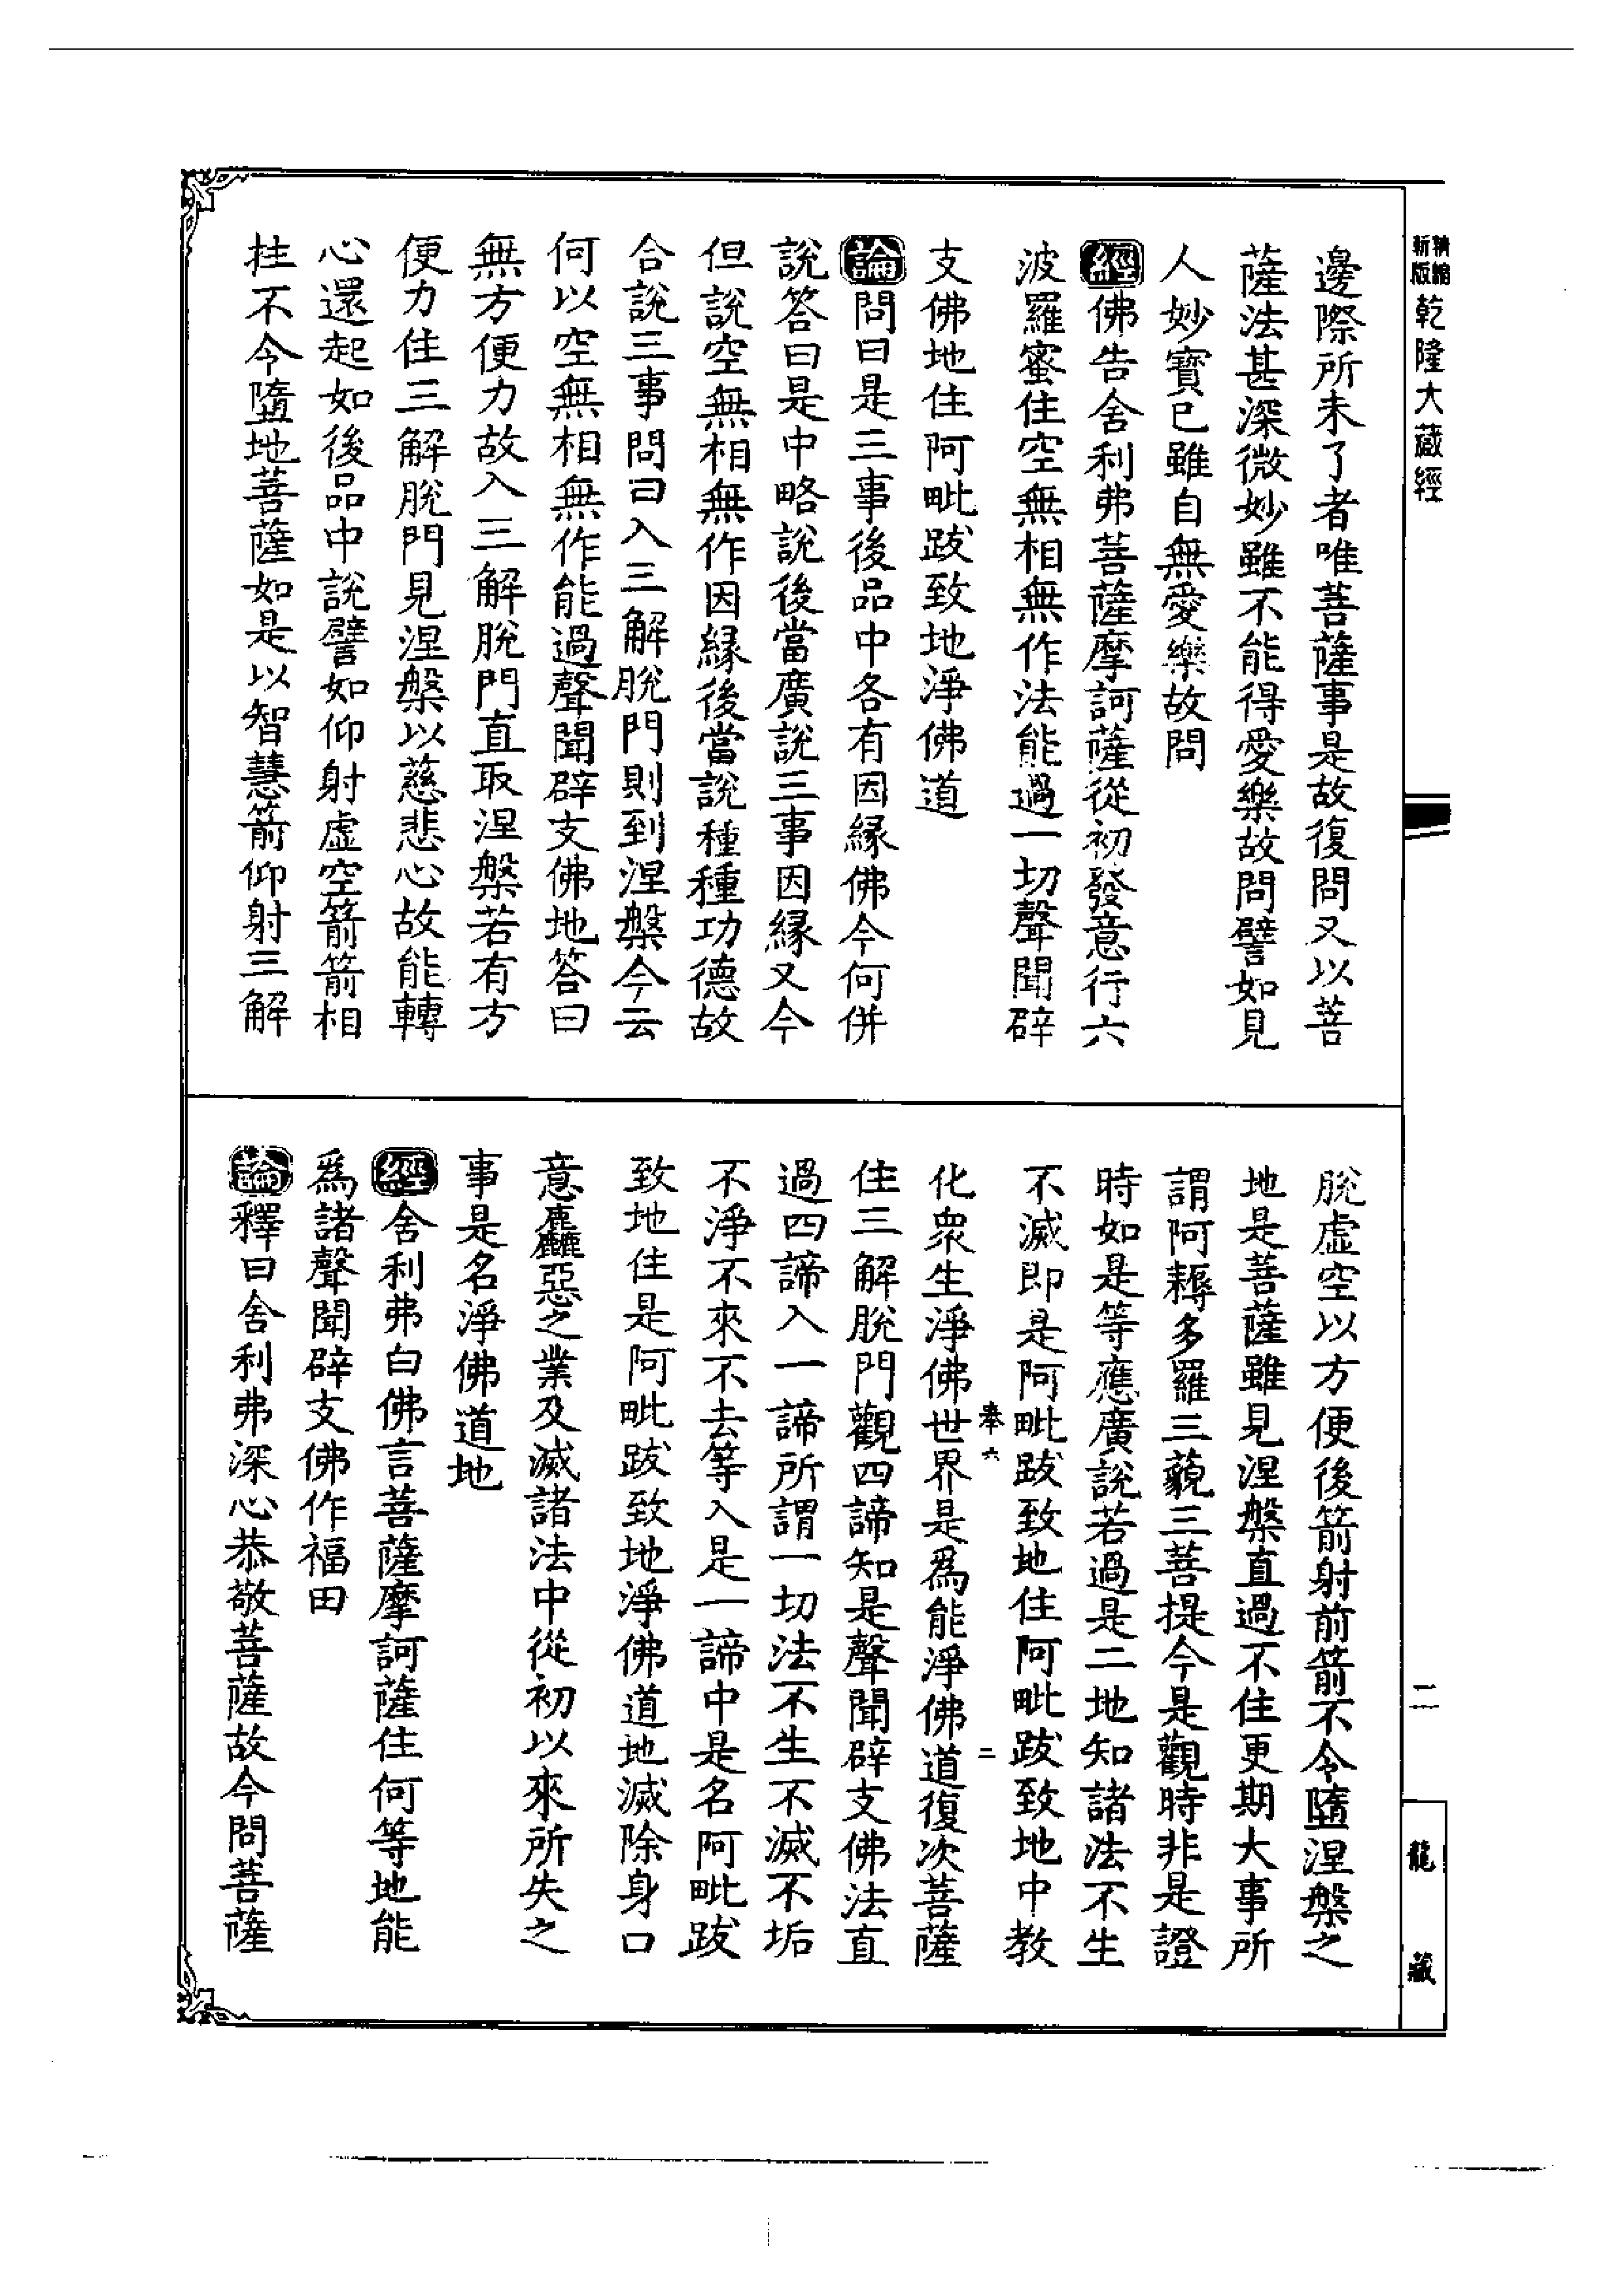 精縮新版乾隆大藏經
邊際所未了者唯菩薩事是故復問又以菩
薩法甚深微妙雖不能得愛樂故問譬如見
人妙寶已雖自無愛樂故問
經佛告舍利弗菩薩摩訶薩從初發意行六
波羅蜜住空無相無作法能過一切聲聞辟
支佛地住阿毗跋致地淨佛道
論問曰是三事後品中各有因緣佛今何併
說答曰是中略說後當廣說三事因緣又今
但說空無相無作因緣後當說種種功德故
合說三事問曰入三解脫門則到涅槃今云
何以空無相無作能過聲聞辟支佛地答曰
無方便力故入三解脫門直取涅槃若有方
便力住三解脫門見涅槃以慈悲心故能轉
心還起如後品中說譬如仰射虛空箭箭相
拄不令墮地菩薩如是以智慧箭仰射三解
脫虛空以方便後箭射前箭不令墮涅槃之
地是菩薩雖見涅槃直過不住更期大事所
謂阿耨多羅三藐三菩提今是觀時非是證
時如是等應廣說若過是二地知諸法不生
不滅即是阿毗跋致地住阿毗跋致地中教
奉六 二
化衆生淨佛世界是爲能淨佛道復次菩薩
住三解脫門觀四諦知是聲聞辟支佛法直
過四諦入一諦所謂一切法不生不滅不垢
不淨不來不去等入是一諦中是名阿毗跋
致地住是阿毗跋致地淨佛道地滅除身口
意麤惡之業及滅諸法中從初以來所失之
事是名淨佛道地
經舍利弗白佛言菩薩摩訶薩住何等地能
爲諸聲聞辟支佛作福田
論釋曰舍利弗深心恭敬菩薩故今問菩薩
二
龍藏